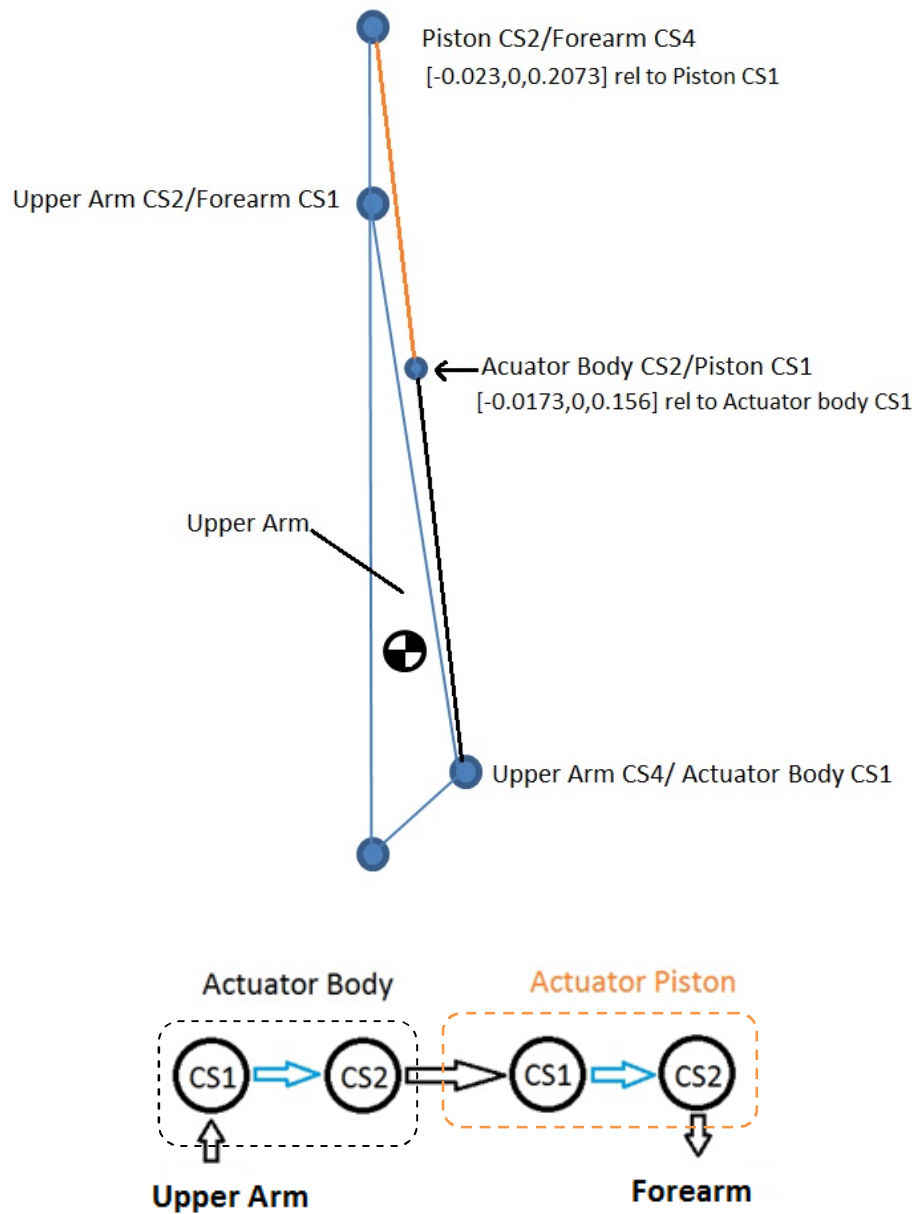 Piston CS2/Forearm CS4
[-0.023,0,0.2073] rel to Piston CS1
Upper Arm CS2/Forearm CS1
Acuator Body CS2/Piston CS1
[-0.0173,0,0.156] rel to Actuator body CS1
Upper Arm
Upper Arm CS4/ Actuator Body CS1
Actuator Body
Actuator Piston
CS1
CS2
CS1
CS2
Upper Arm
Forearm